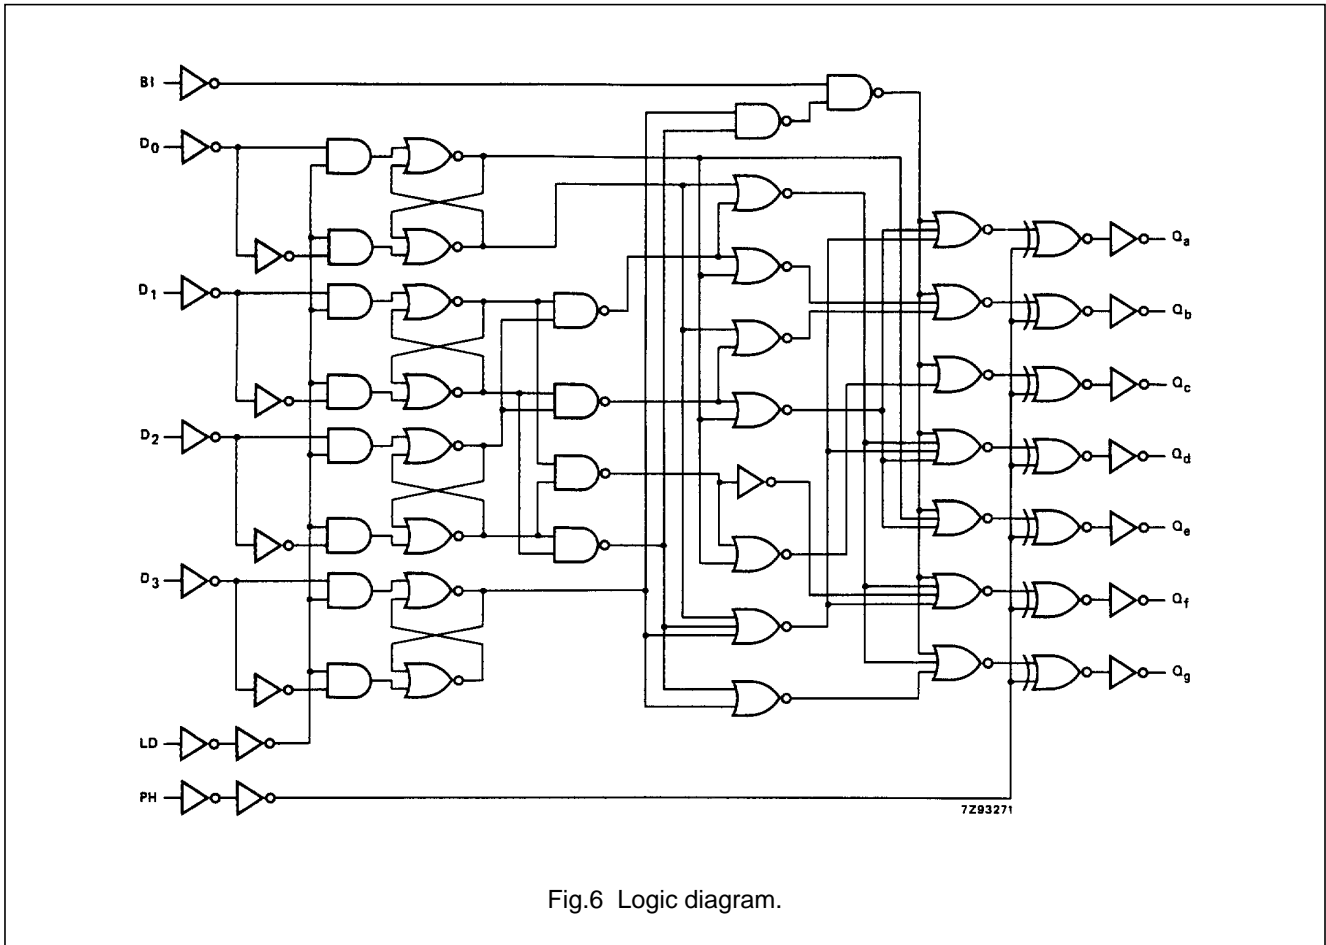 BI
D0
D1
D2
D3
LD
PH
Qa
Qb
Qc
Qd
Qe
Qf
Qg
7Z93271
Fig.6 Logic diagram.